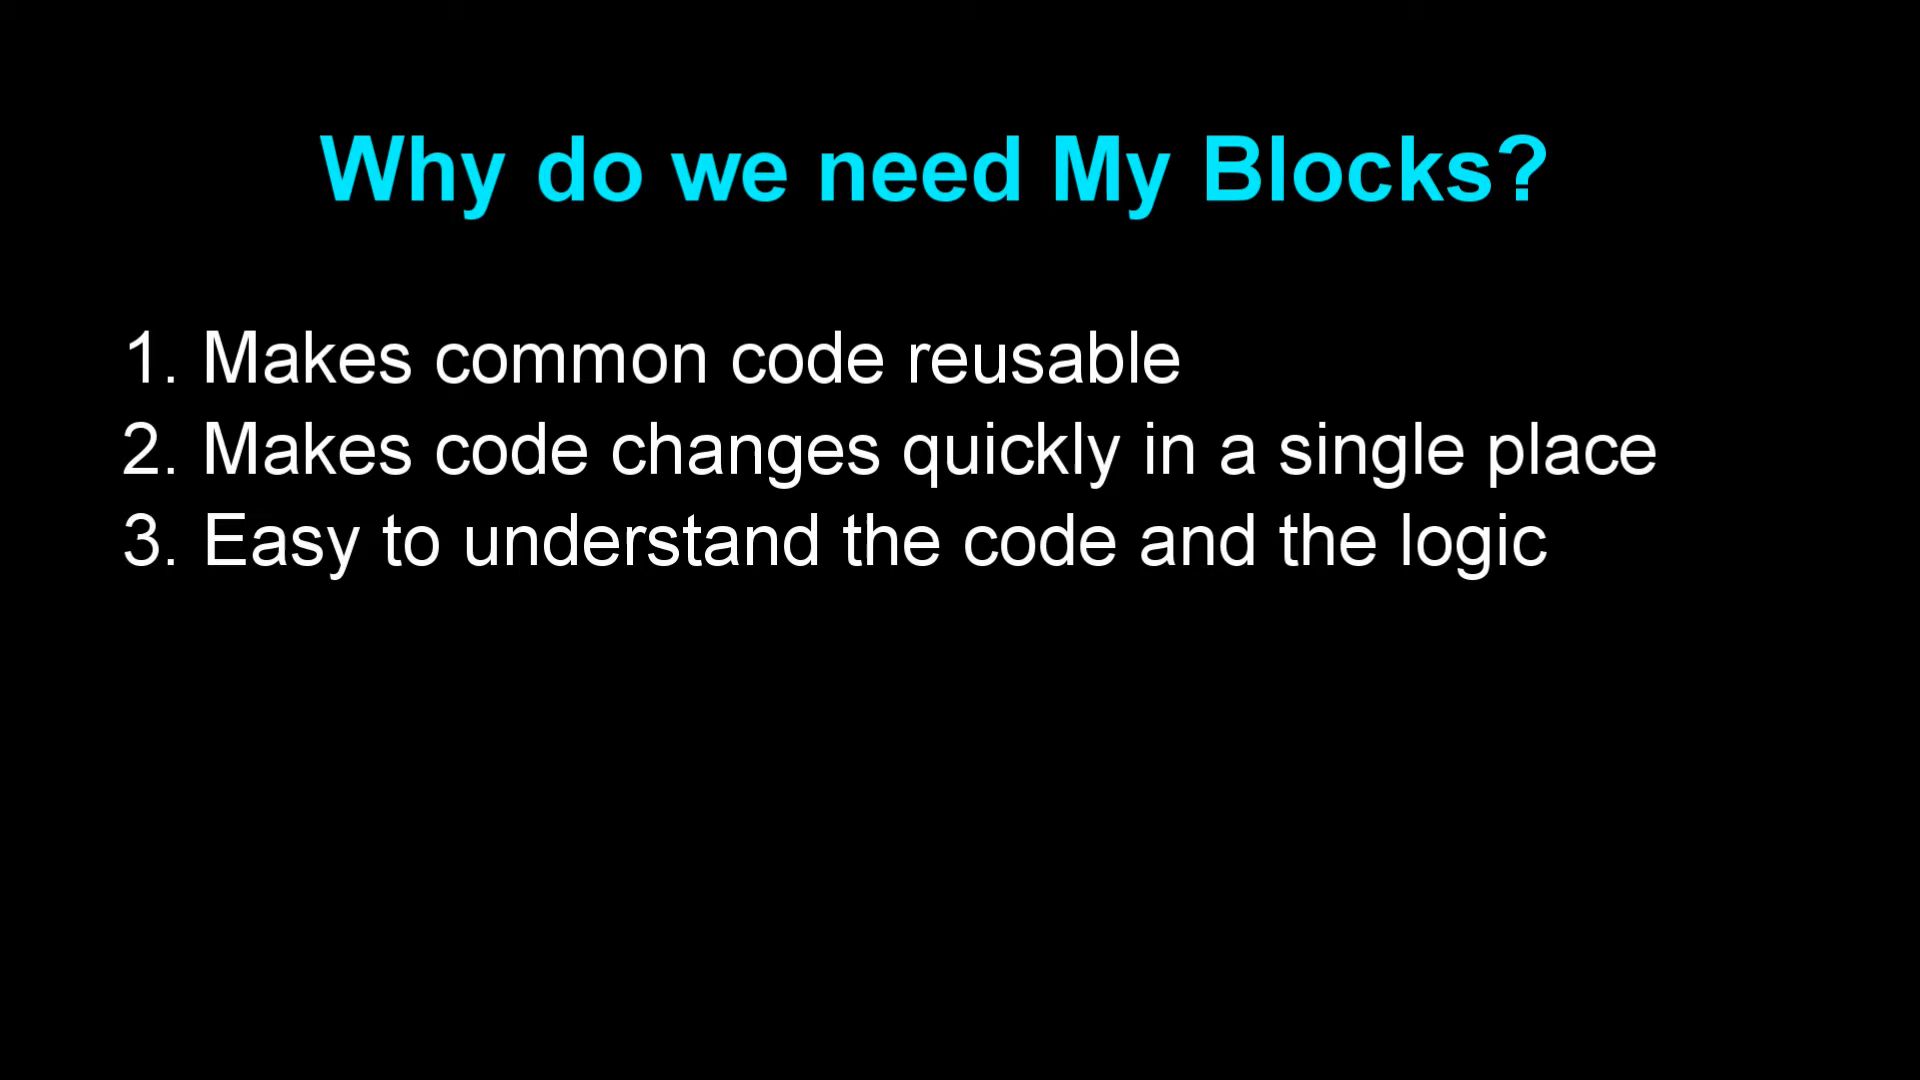 Why do we need My Blocks?
1. Makes common code reusable
2. Makes code changes quickly in a single place
3. Easy to understand the code and the logic